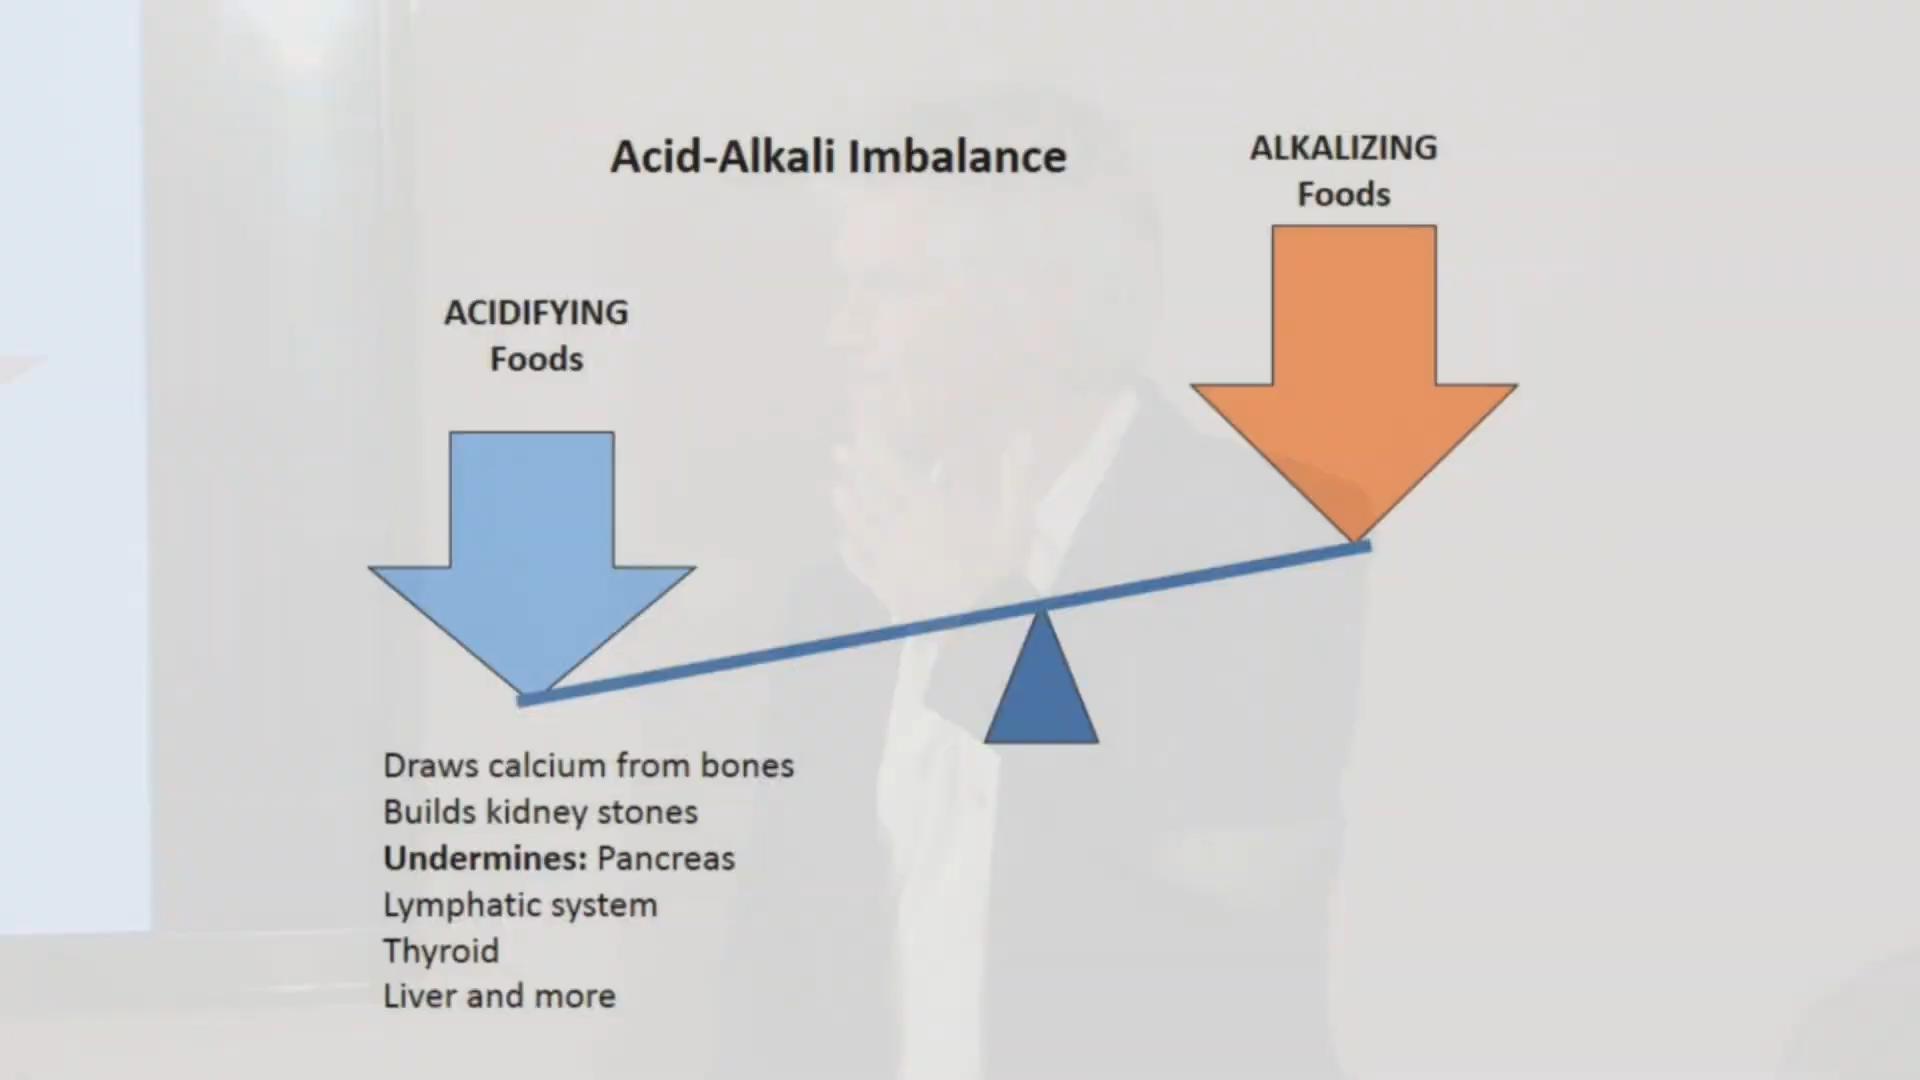 Acid-Alkali Imbalance
ALKALIZING
Foods
ACIDIFYING
Foods
Draws calcium from bones
Builds kidney stones
Undermines: Pancreas
Lymphatic system
Thyroid
Liver and more